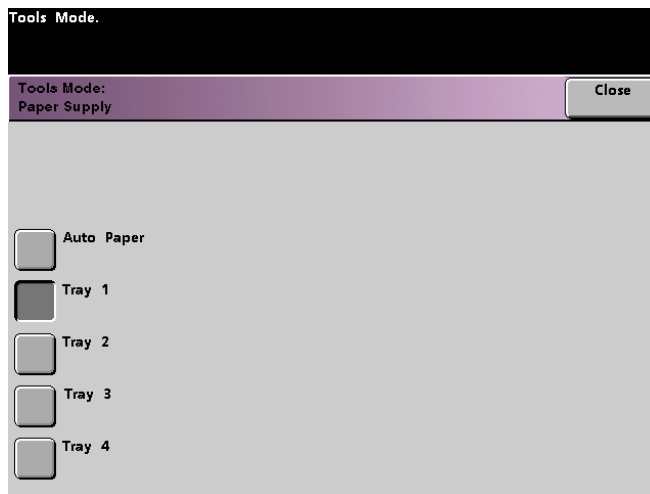 Tools Mode.
Tools Mode:
Paper Supply
Close
Auto Paper
Tray 1
Tray 2
Tray 3
Tray 4